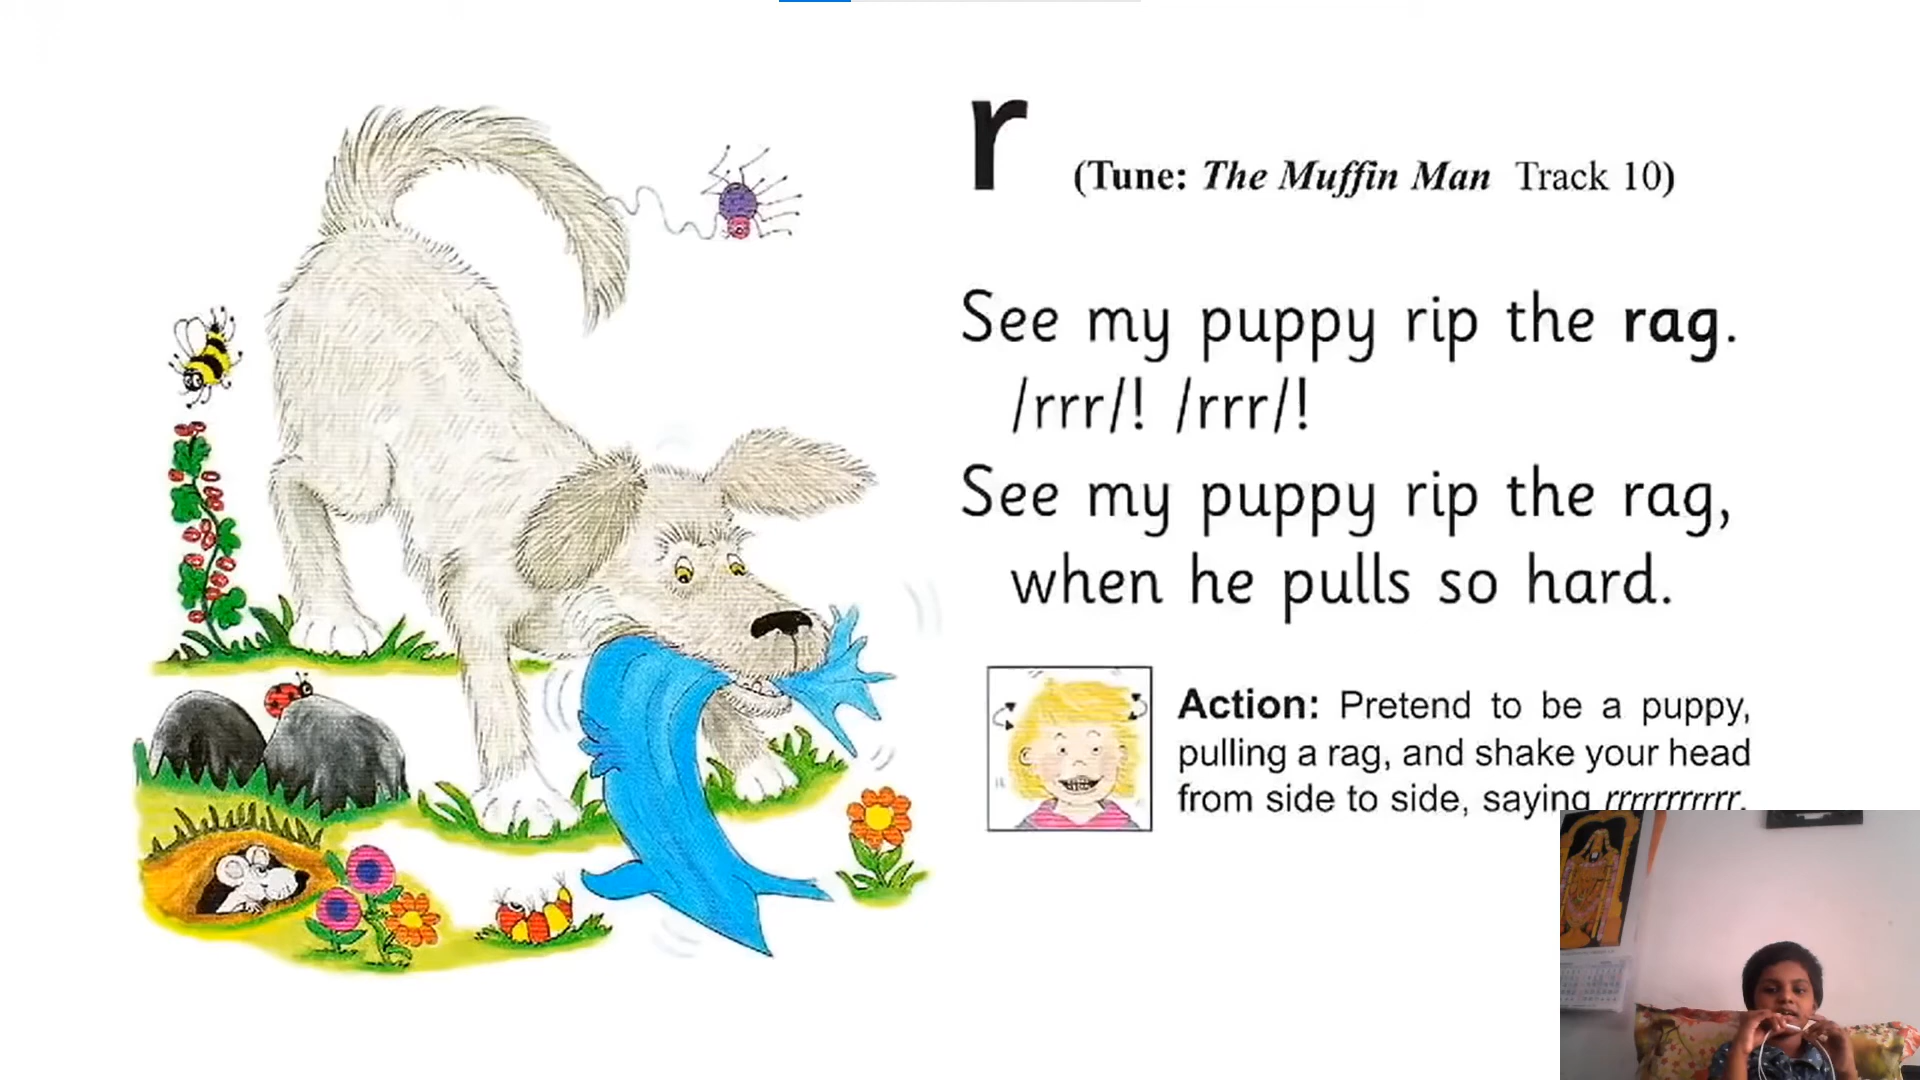 r
(Tune: The Muffin Man Track 10)
See my puppy rip the rag.
/rrr/! /rrr/!
See my puppy rip the rag,
when he pulls so hard.
Action: Pretend to be a puppy,
pulling a rag, and shake your head
from side to side, saying rrrrrrrrrrr.